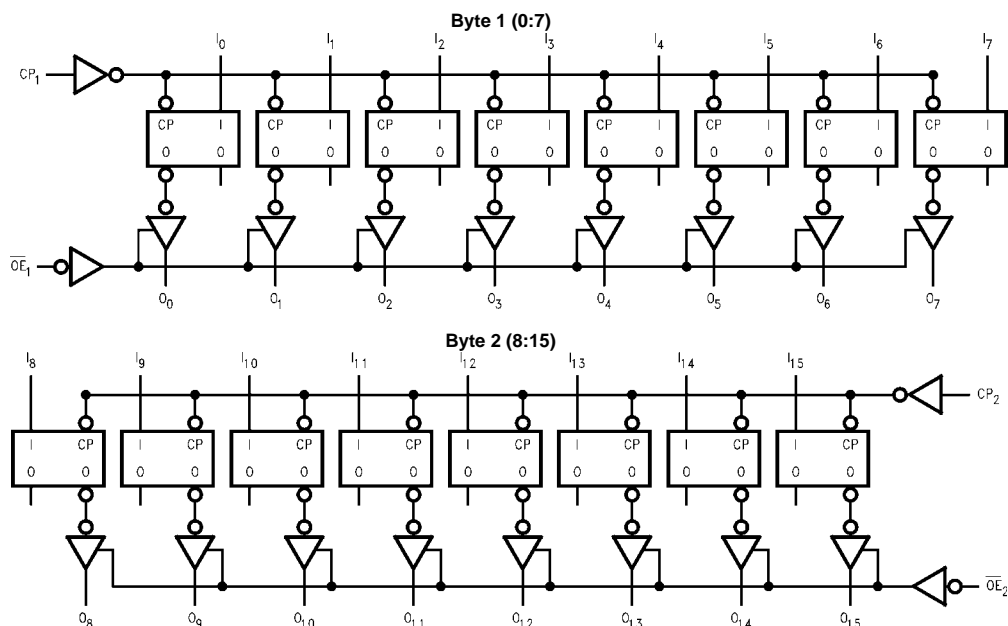 Byte 1 (0:7)
I0 I1 I2 I3 I4 I5 I6 I7
CP1
CP I CP I CP I CP I CP I CP I CP I CP I
O O O O O O O O O O O O O O O O
OE1
O0 O1 O2 O3 O4 O5 O6 O7
Byte 2 (8:15)
I8 I9 I10 I11 I12 I13 I14 I15
CP2
I CP I CP I CP I CP I CP I CP I CP I CP
O O O O O O O O O O O O O O O O
OE2
O8 O9 O10 O11 O12 O13 O14 O15